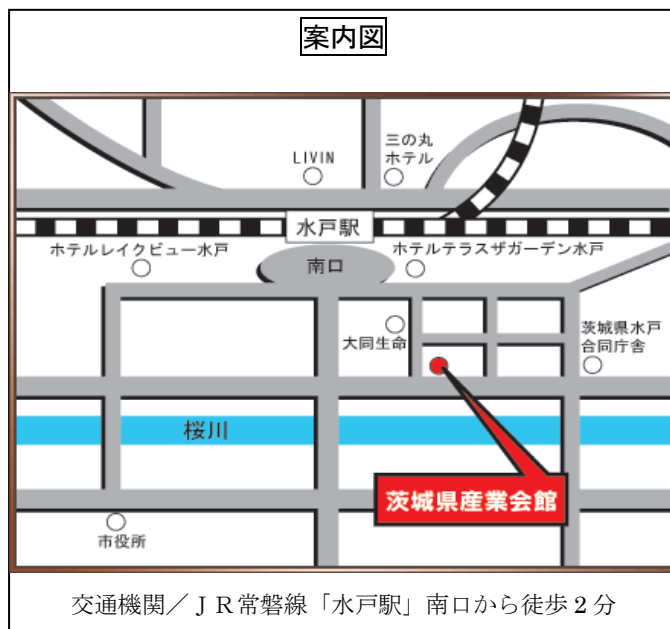 案内図
三の丸
ホテル
LIVIN
水戸駅
ホテルレイクビュー水戸
南口
ホテルテラスザガーデン水戸
大同生命
茨城県水戸
合同庁舎
桜川
茨城県産業会館
市役所
交通機関／ＪＲ常磐線「水戸駅」南口から徒歩２分